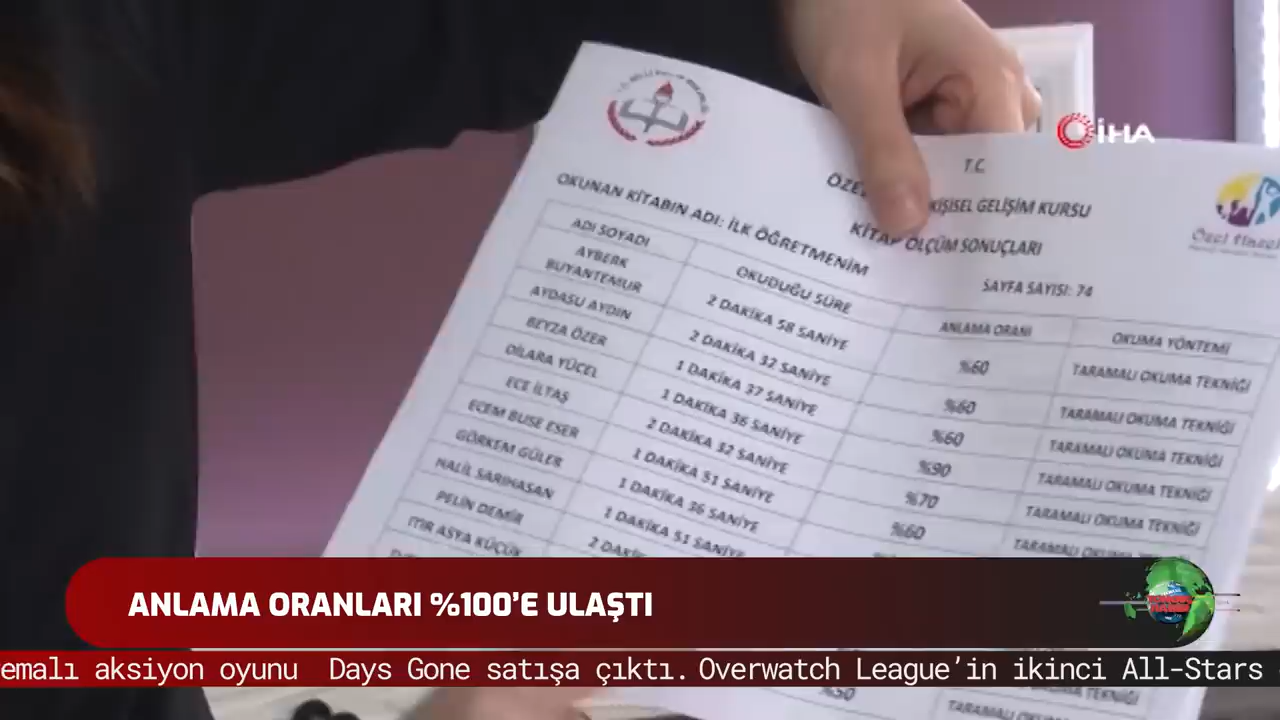 İHA
T.C.
KİŞİSEL GELİŞİM KURSU
KİTAP ÖLÇÜM SONUÇLARI
OKUNAN KİTABIN ADI: İLK ÖĞRETMENİM
SAYFA SAYISI: 74
ADI SOYADI OKUDUĞU SÜRE ANLAMA ORANI OKUMA YÖNTEMİ
AYBERK BUYANTEMUR 2 DAKİKA 58 SANİYE %60 TARAMALI OKUMA TEKNİĞİ
AYDASU AYDIN 2 DAKİKA 32 SANİYE %60 TARAMALI OKUMA TEKNİĞİ
BEYZA ÖZER 1 DAKİKA 37 SANİYE %60 TARAMALI OKUMA TEKNİĞİ
DİLARA YÜCEL 1 DAKİKA 36 SANİYE %90 TARAMALI OKUMA TEKNİĞİ
ECE İLTAŞ 2 DAKİKA 32 SANİYE %70 TARAMALI OKUMA TEKNİĞİ
ECEM BUSE ESER 1 DAKİKA 51 SANİYE %60 TARAMALI OKUMA TEKNİĞİ
GÖRKEM GÜLER 1 DAKİKA 36 SANİYE
HALİL SARIHASAN 1 DAKİKA 51 SANİYE
PELİN DEMİR 2
ITIR ASYA KÜÇÜK
ANLAMA ORANLARI %100'E ULAŞTI
emalı aksiyon oyunu Days Gone satışa çıktı. Overwatch League'in ikinci All-Stars
%50 TARAMALI OKUMA TEKNİĞİ